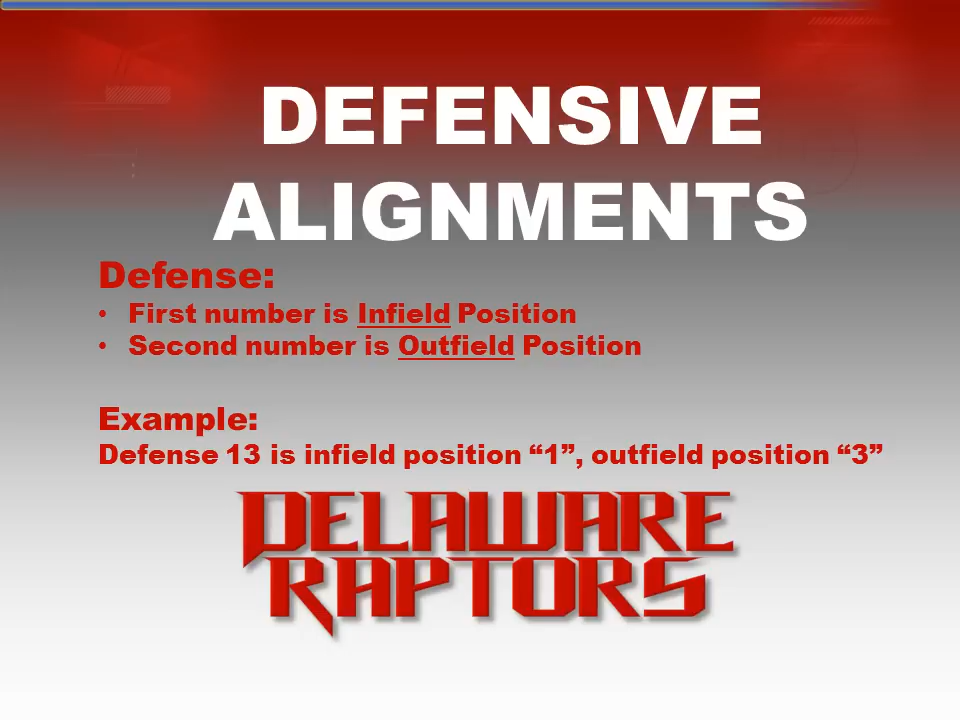 DEFENSIVE
ALIGNMENTS
Defense:
• First number is Infield Position
• Second number is Outfield Position
Example:
Defense 13 is infield position “1”, outfield position “3”
DELAWARE
RAPTORS